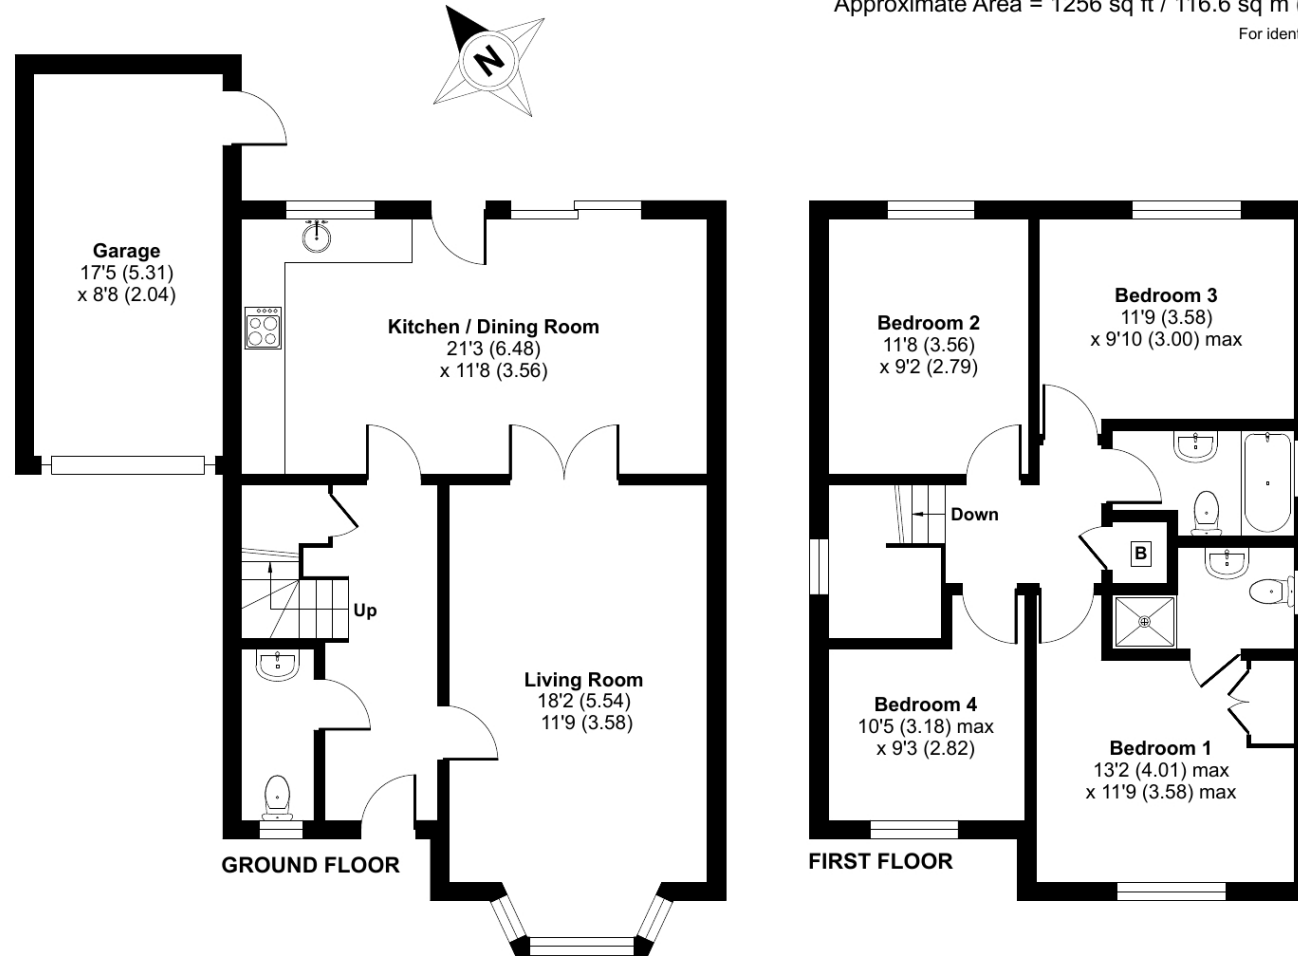 Approximate Area = 1256 sq ft / 116.6 sq m
For ident
N
Garage
17'5 (5.31)
x 8'8 (2.04)
Kitchen / Dining Room
21'3 (6.48)
x 11'8 (3.56)
Up
Living Room
18'2 (5.54)
11'9 (3.58)
GROUND FLOOR
Bedroom 2
11'8 (3.56)
x 9'2 (2.79)
Bedroom 3
11'9 (3.58)
x 9'10 (3.00) max
Down
B
Bedroom 4
10'5 (3.18) max
x 9'3 (2.82)
Bedroom 1
13'2 (4.01) max
x 11'9 (3.58) max
FIRST FLOOR